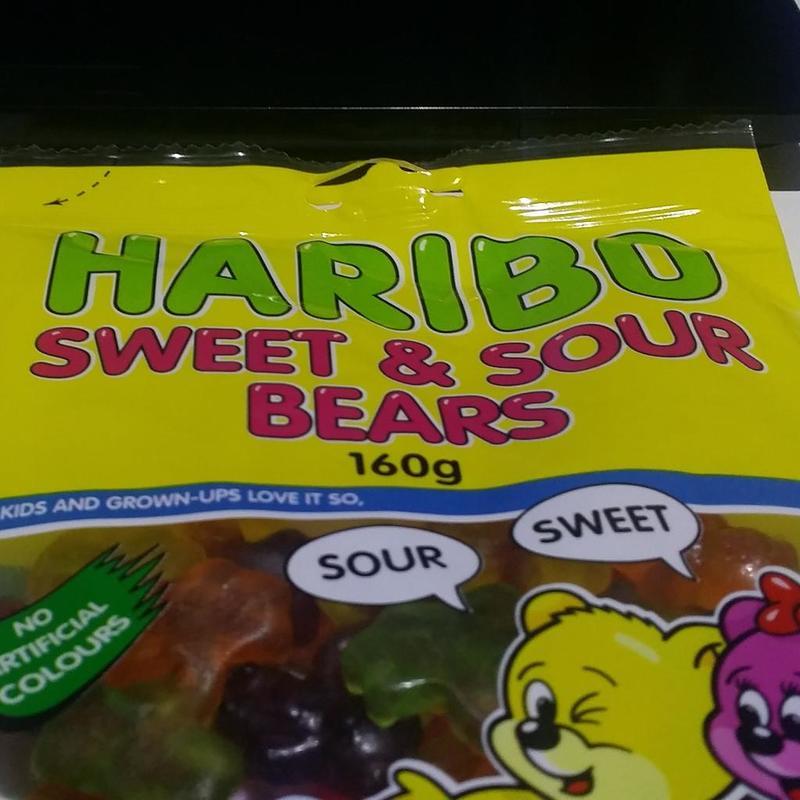 HARIBO
SWEET & SOUR
BEARS
160g
KIDS AND GROWN-UPS LOVE IT SO,
SOUR
SWEET
NO
ARTIFICIAL
COLOURS